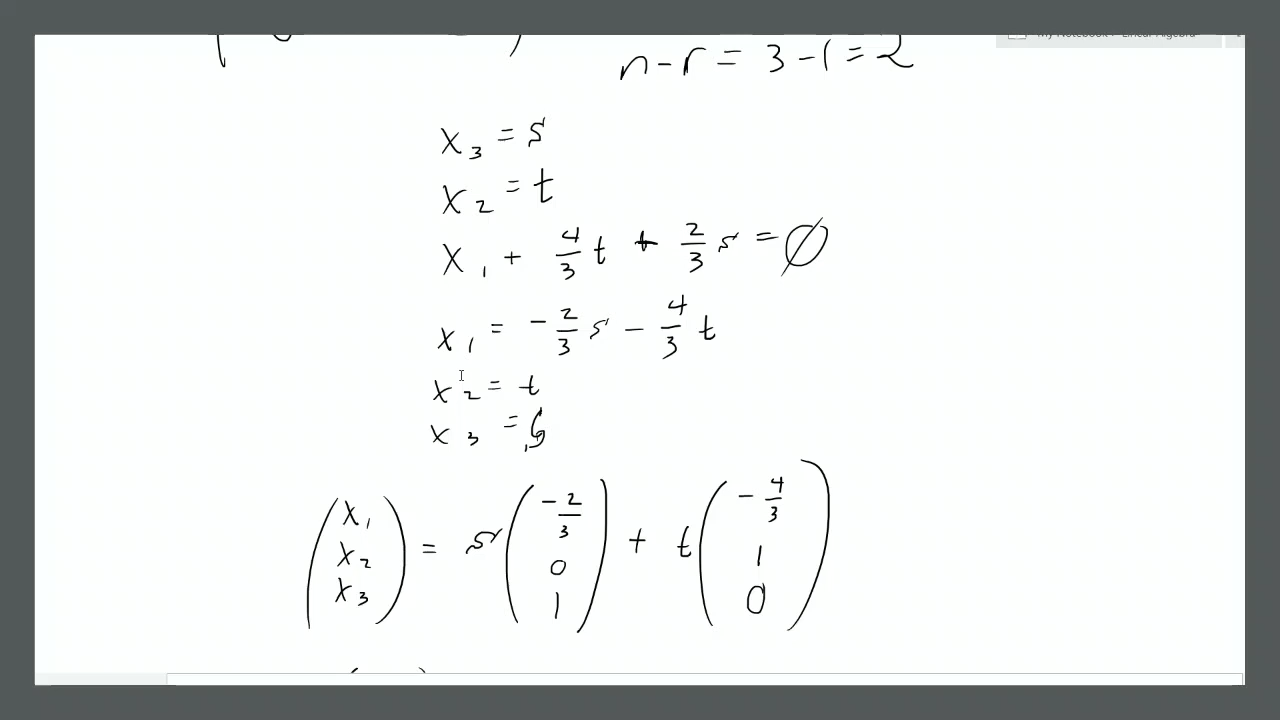 n-r = 3-1 = 2
x₃ = s
x₂ = t
x₁ + 4/3 t + 2/3 s = ∅
x₁ = -2/3 s - 4/3 t
x₂ = t
x₃ = s
(x₁ x₂ x₃) = s (-2/3 0 1) + t (-4/3 1 0)